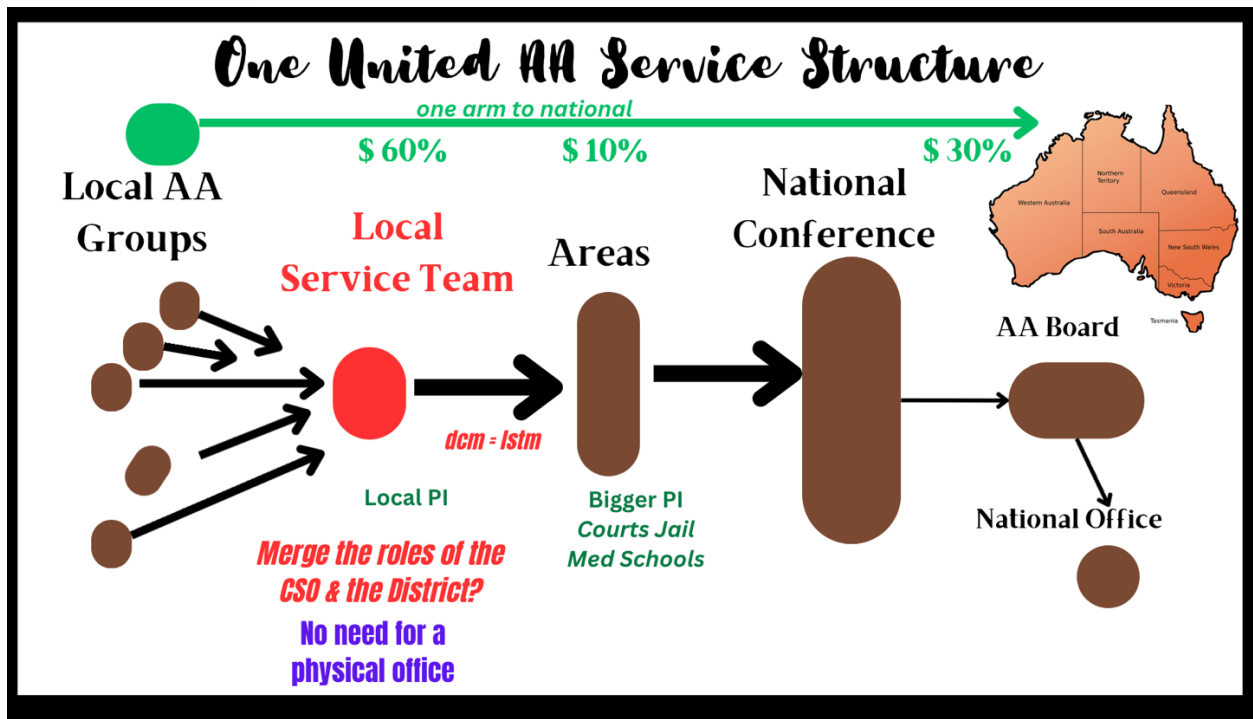 One United AA Service Structure
one arm to national
$ 60%
$ 10%
$ 30%
Local AA
Groups
Local
Service Team
Areas
National
Conference
Western Australia
Northern
Teritory
Queensland
South Australia
New South Wales
Victoria
Tasmania
AA Board
dcm = lstm
Local PI
Bigger PI
Courts Jail
Med Schools
National Office
Merge the roles of the
CSO & the District?
No need for a
physical office